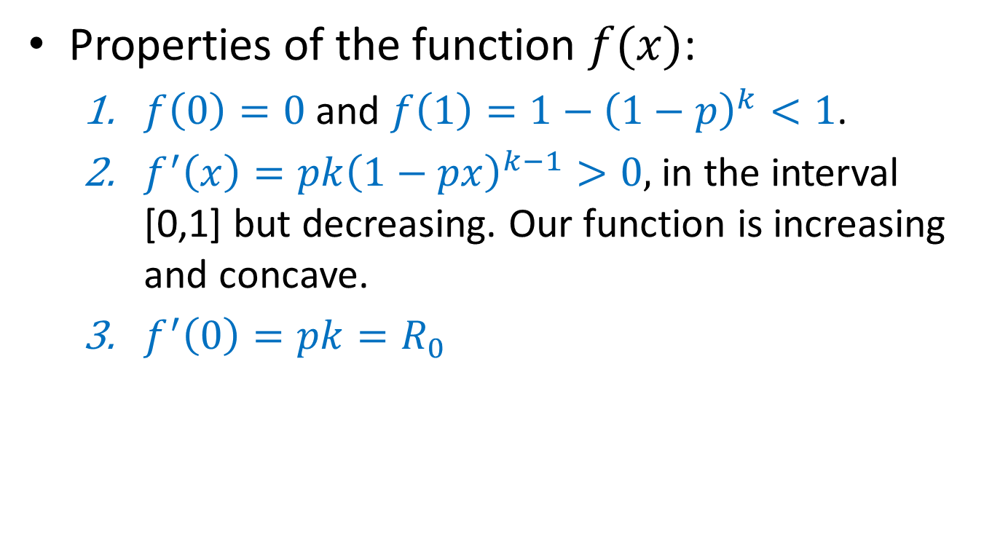 • Properties of the function 𝑓(𝑥):
1. 𝑓(0) = 0 and 𝑓(1) = 1 − (1 − 𝑝)^𝑘 < 1.
2. 𝑓′(𝑥) = 𝑝𝑘(1 − 𝑝𝑥)^{𝑘−1} > 0, in the interval
[0,1] but decreasing. Our function is increasing
and concave.
3. 𝑓′(0) = 𝑝𝑘 = 𝑅₀